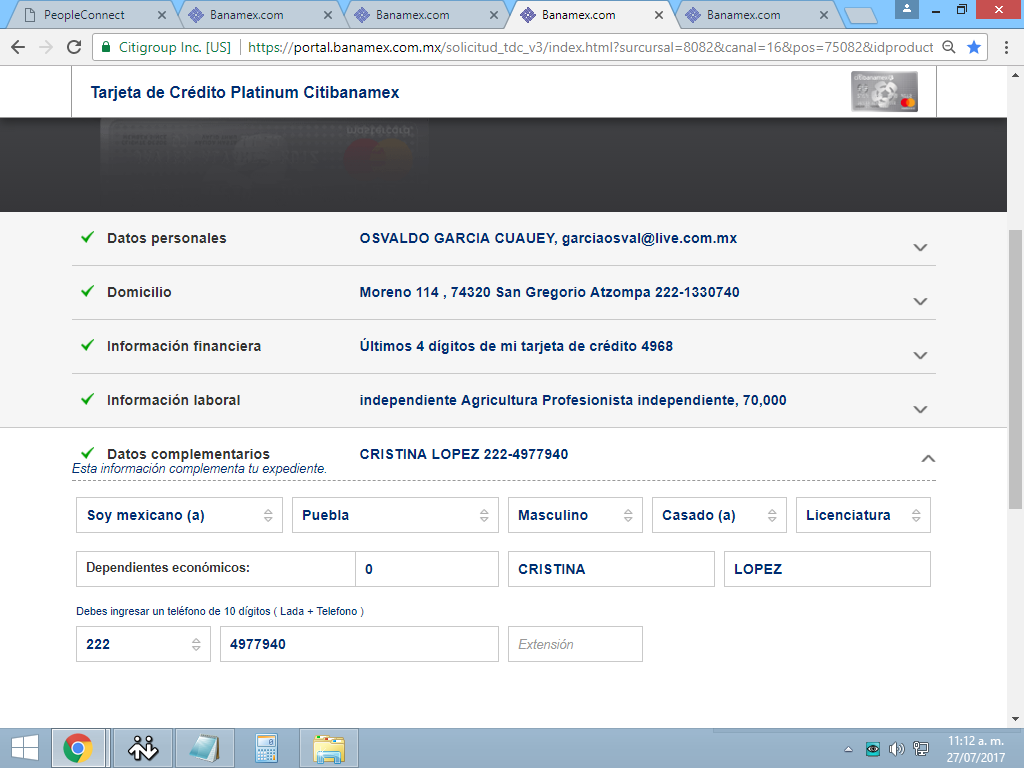 PeopleConnect
Banamex.com
Banamex.com
Banamex.com
Banamex.com
Citigroup Inc. [US]
https://portal.banamex.com.mx/solicitud_tdc_v3/index.html?sursucal=8082&canal=16&pos=75082&idproduct
Tarjeta de Crédito Platinum Citibanamex
Datos personales OSVALDO GARCIA CUAUEY, garciaosval@live.com.mx
Domicilio Moreno 114 , 74320 San Gregorio Atzompa 222-1330740
Información financiera Últimos 4 dígitos de mi tarjeta de crédito 4968
Información laboral independiente Agricultura Profesionista independiente, 70,000
Datos complementarios CRISTINA LOPEZ 222-4977940
Esta información complementa tu expediente.
Soy mexicano (a) Puebla Masculino Casado (a) Licenciatura
Dependientes económicos: 0 CRISTINA LOPEZ
Debes ingresar un teléfono de 10 dígitos ( Lada + Telefono )
222 4977940 Extensión
11:12 a. m.
27/07/2017